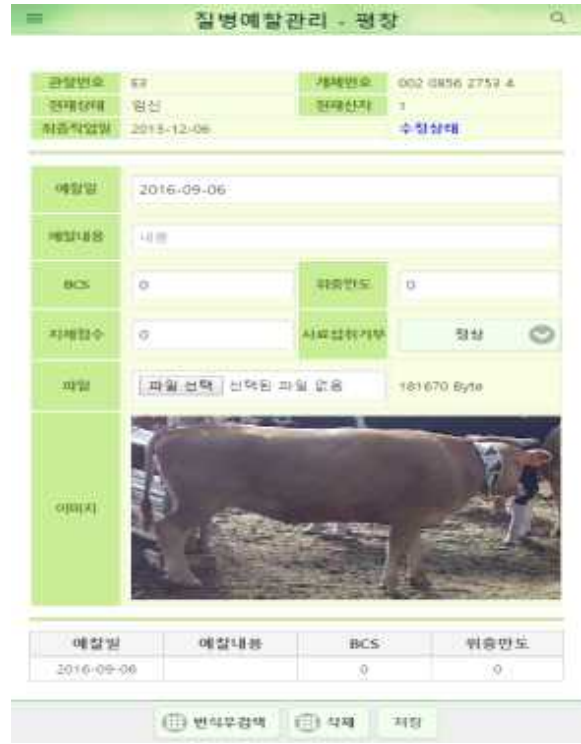 질병예찰관리 - 평창
관찰번호 E3 개체번호 002 0856 2753 4
현재상태 임신 현재산차 1
최종작업일 2015-12-06 수정상태
예찰일 2016-09-06
예찰내용 내용
BCS 0 위충만도 0
지제점수 0 사료섭취거부 정상
파일 파일 선택 선택된 파일 없음 181670 Byte
이미지
예찰일 예찰내용 BCS 위충만도
2016-09-06 0 0
번식우검색 삭제 저장